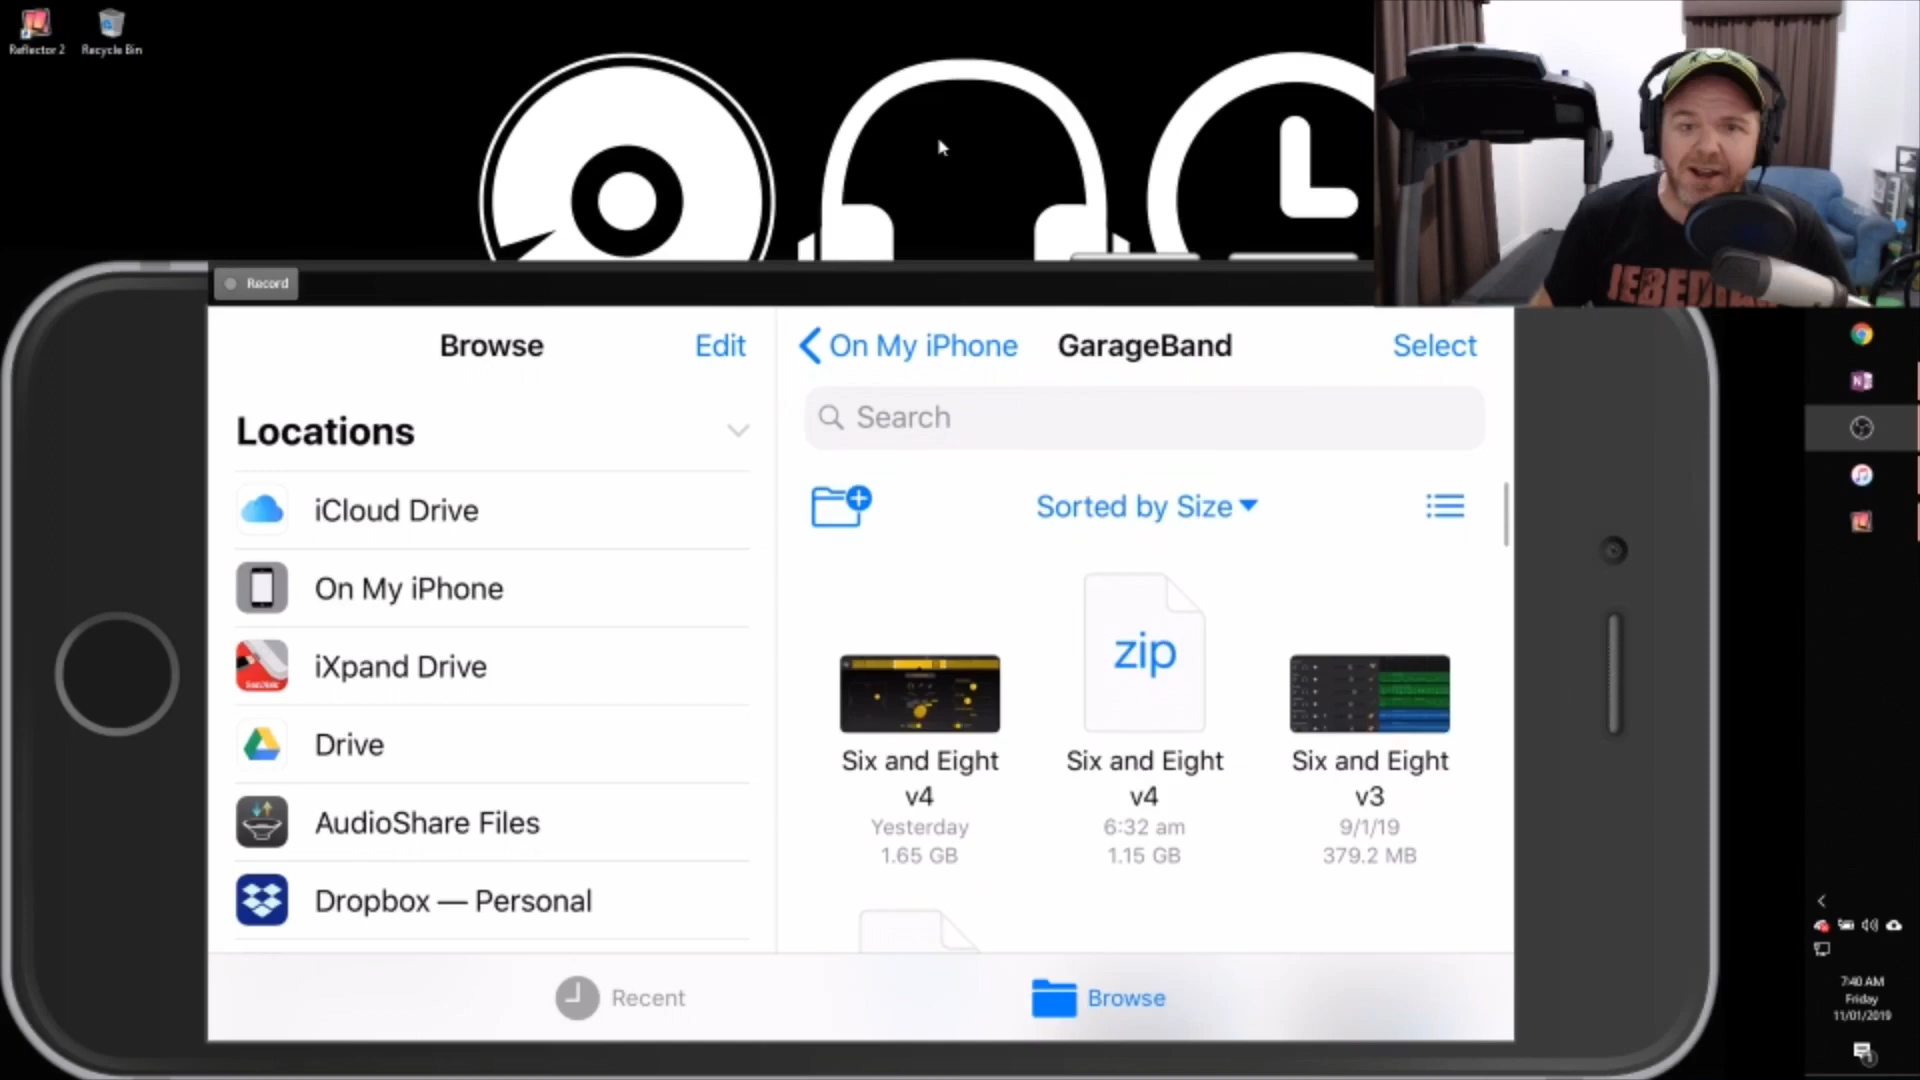 Reflector 2
Recycle Bin
JEBEDIAH
Record
Browse
Edit
On My iPhone
GarageBand
Select
Locations
Search
Sorted by Size
iCloud Drive
On My iPhone
iXpand Drive
Drive
AudioShare Files
Dropbox — Personal
zip
Six and Eight
v4
Yesterday
1.65 GB
Six and Eight
v4
6:32 am
1.15 GB
Six and Eight
v3
9/1/19
379.2 MB
Recent
Browse
7:40 AM
Friday
11/01/2019